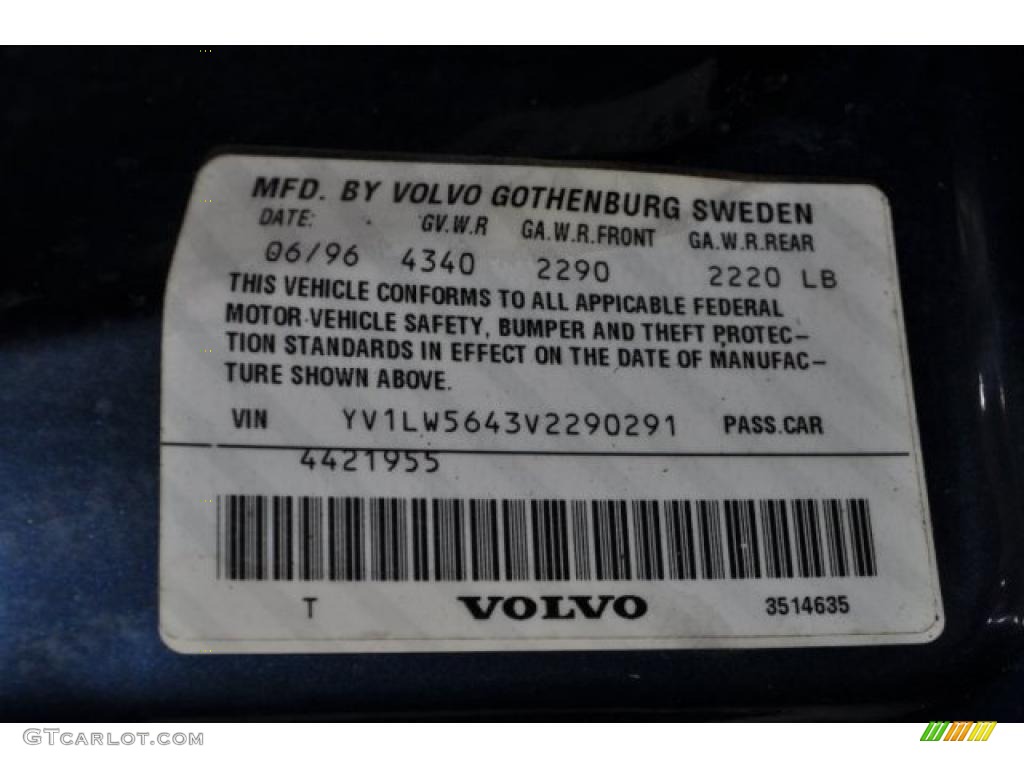 MFD. BY VOLVO GOTHENBURG SWEDEN
DATE: GV.W.R GA.W.R.FRONT GA.W.R.REAR
06/96 4340 2290 2220 LB
THIS VEHICLE CONFORMS TO ALL APPICABLE FEDERAL
MOTOR-VEHICLE SAFETY, BUMPER AND THEFT PROTEC-
TION STANDARDS IN EFFECT ON THE DATE OF MANUFAC-
TURE SHOWN ABOVE.
VIN YV1LW5643V2290291 PASS.CAR
4421955
T VOLVO 3514635
GTCARLOT.COM